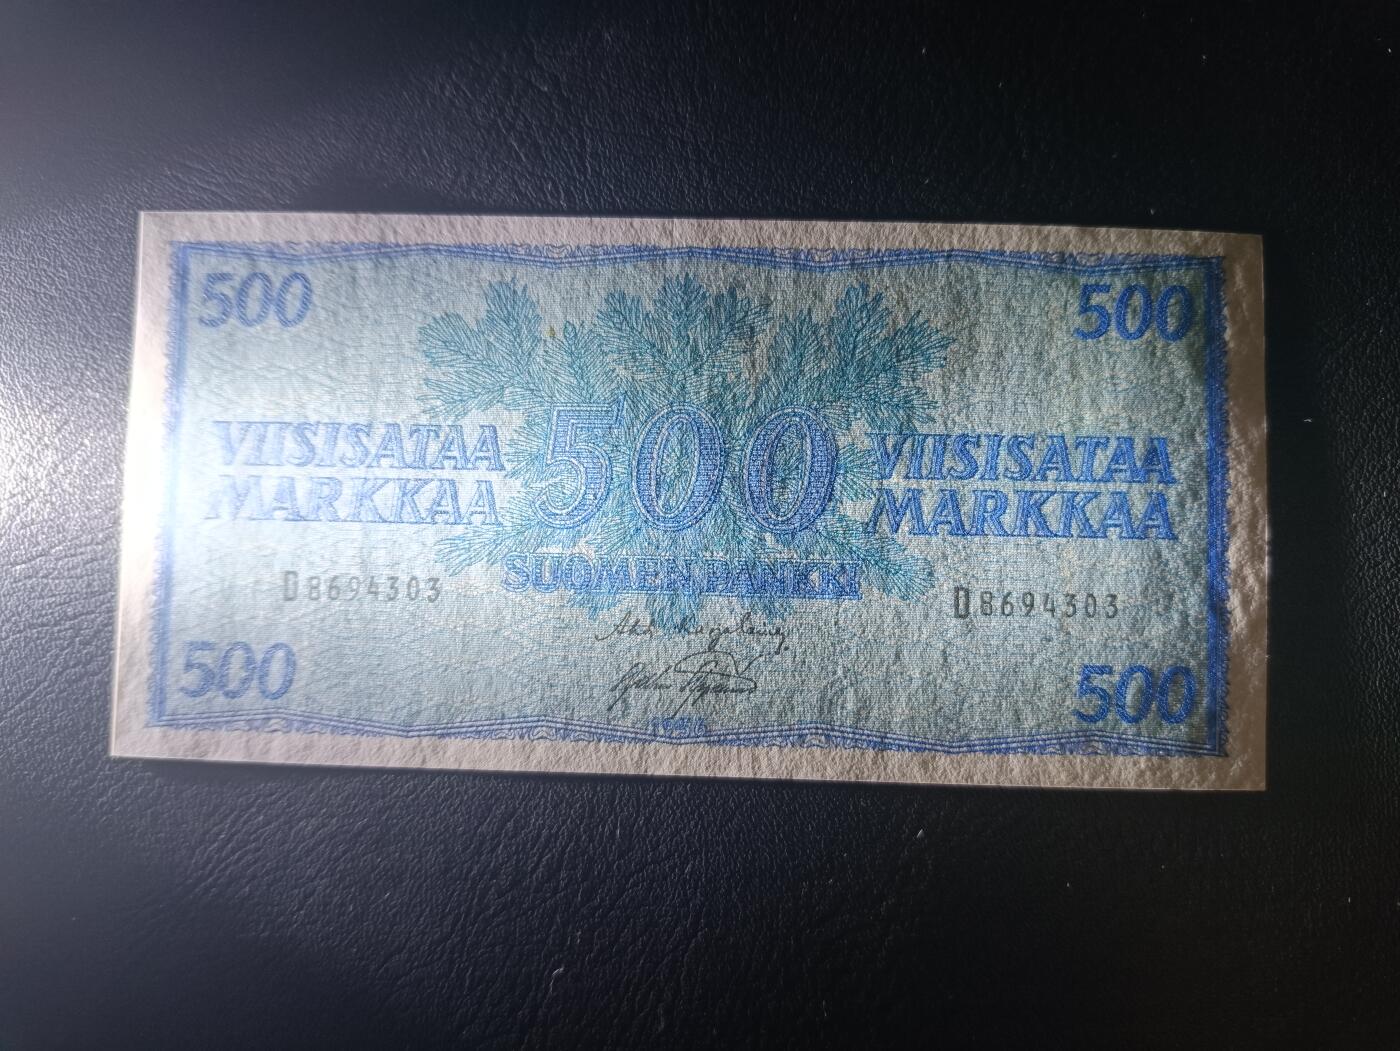 500
500
VIISISATAA
MARKKAA
500
VIISISATAA
MARKKAA
SUOMEN PANKKI
D8694303
D8694303
500
500
1956